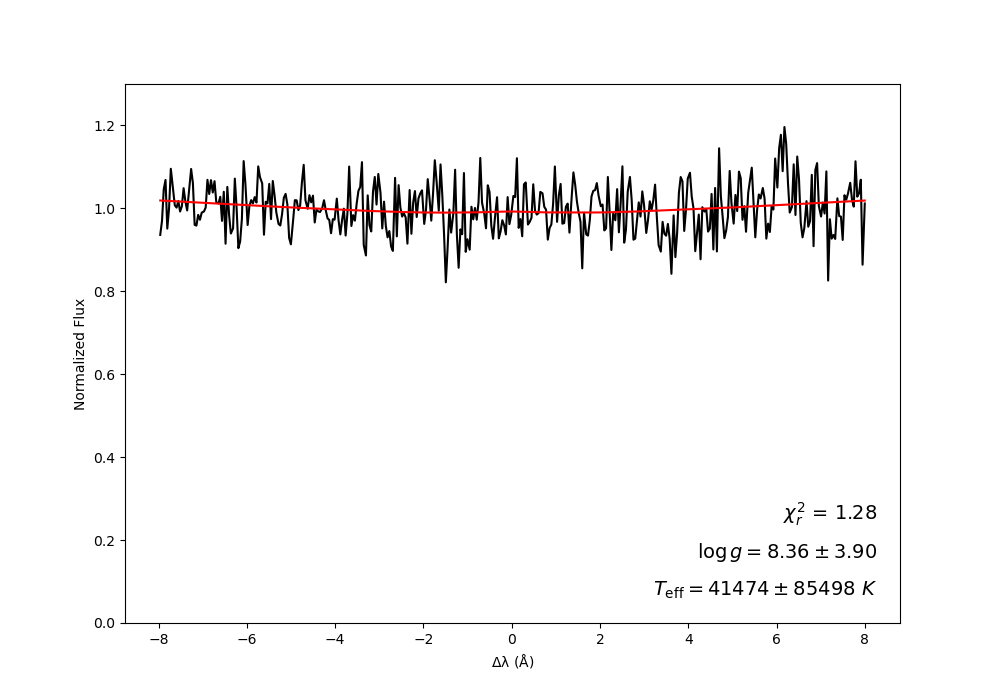 1.2
1.0
0.8
0.6
0.4
0.2
0.0
Normalized Flux
χ²ᵣ = 1.28
log g = 8.36 ± 3.90
T_eff = 41474 ± 85498 K
−8 −6 −4 −2 0 2 4 6 8
Δλ (Å)